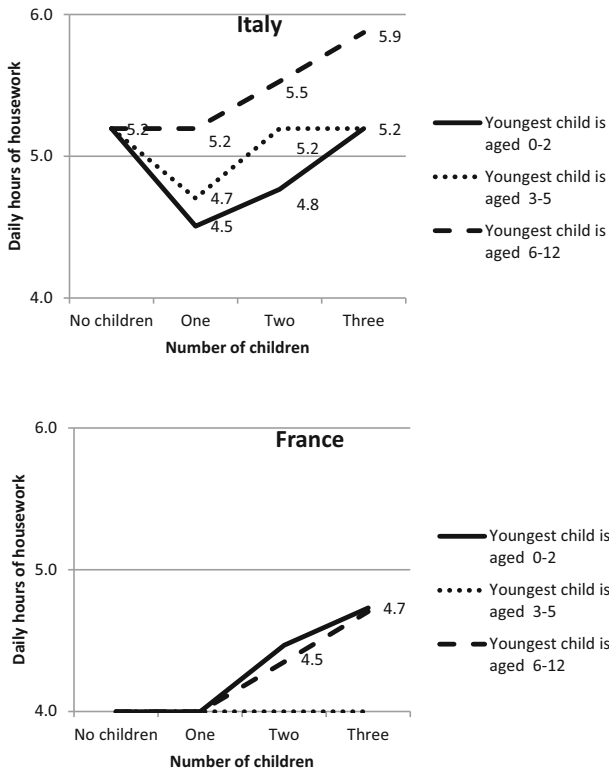 Italy
6.0
5.0
4.0
Daily hours of housework
5.2
5.2
5.5
5.9
4.7
5.2
5.2
4.5
4.8
No children
One
Two
Three
Number of children
Youngest child is
aged 0-2
Youngest child is
aged 3-5
Youngest child is
aged 6-12
France
6.0
5.0
4.0
Daily hours of housework
4.5
4.7
No children
One
Two
Three
Number of children
Youngest child is
aged 0-2
Youngest child is
aged 3-5
Youngest child is
aged 6-12